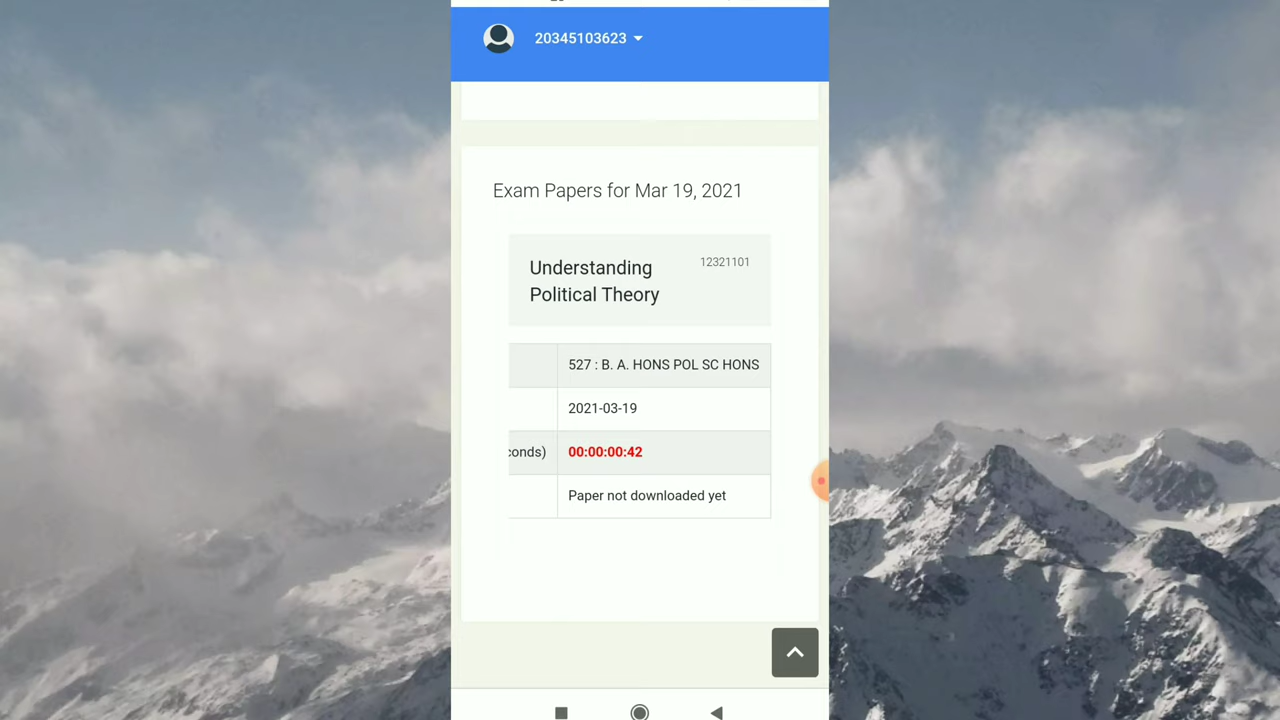 20345103623
Exam Papers for Mar 19, 2021
Understanding
Political Theory
12321101
527 : B. A. HONS POL SC HONS
2021-03-19
conds) 00:00:00:42
Paper not downloaded yet